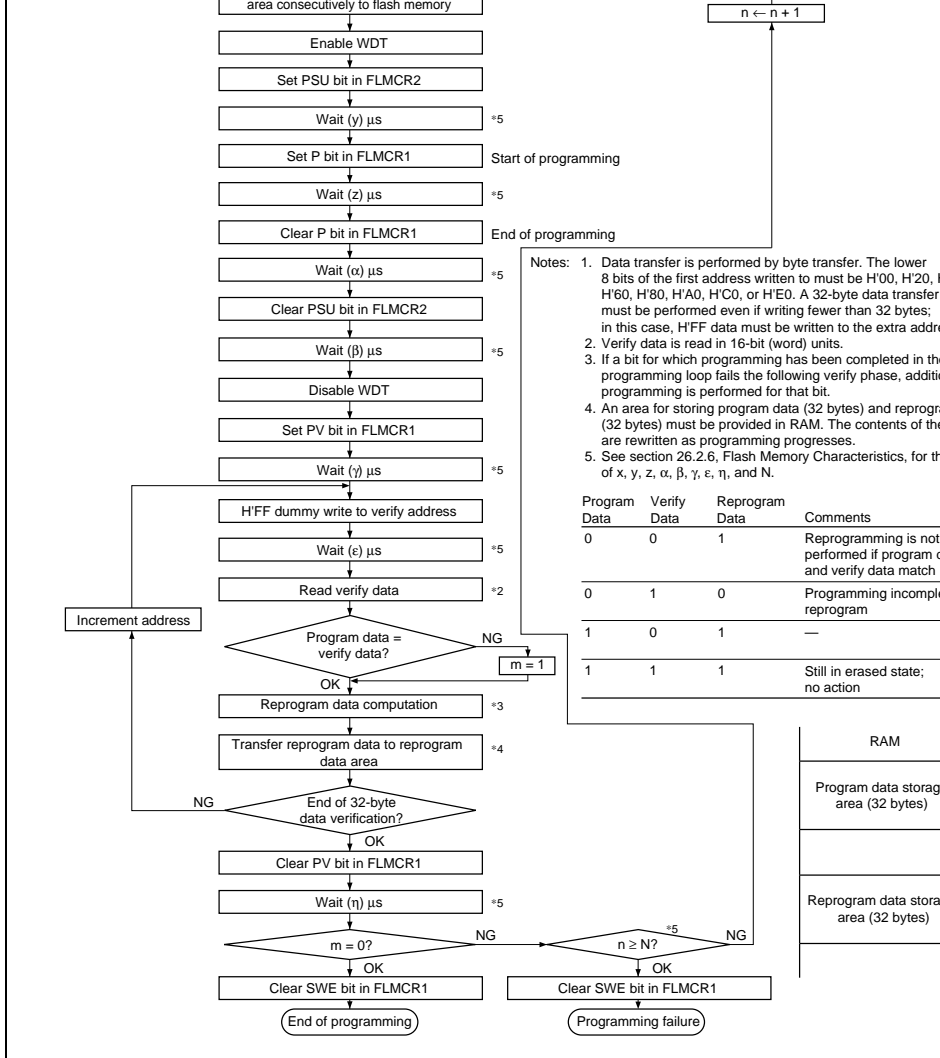 area consecutively to flash memory
n ← n + 1
Enable WDT
Set PSU bit in FLMCR2
Wait (y) μs
*5
Set P bit in FLMCR1
Start of programming
Wait (z) μs
*5
Clear P bit in FLMCR1
End of programming
Wait (α) μs
*5
Clear PSU bit in FLMCR2
Wait (β) μs
*5
Disable WDT
Set PV bit in FLMCR1
Wait (γ) μs
*5
H'FF dummy write to verify address
Wait (ε) μs
*5
Read verify data
*2
Increment address
Program data =
verify data?
NG
m = 1
OK
Reprogram data computation
*3
Transfer reprogram data to reprogram
data area
*4
NG
End of 32-byte
data verification?
OK
Clear PV bit in FLMCR1
Wait (η) μs
*5
m = 0?
NG
*5
n ≥ N?
NG
OK
OK
Clear SWE bit in FLMCR1
Clear SWE bit in FLMCR1
End of programming
Programming failure
Notes: 1. Data transfer is performed by byte transfer. The lower
8 bits of the first address written to must be H'00, H'20,
H'60, H'80, H'A0, H'C0, or H'E0. A 32-byte data transfer
must be performed even if writing fewer than 32 bytes;
in this case, H'FF data must be written to the extra
2. Verify data is read in 16-bit (word) units.
3. If a bit for which programming has been completed in the
programming loop fails the following verify phase,
programming is performed for that bit.
4. An area for storing program data (32 bytes) and
(32 bytes) must be provided in RAM. The contents of
are rewritten as programming progresses.
5. See section 26.2.6, Flash Memory Characteristics, for
of x, y, z, α, β, γ, ε, η, and N.
Program Verify Reprogram
Data Data Data Comments
0 0 1 Reprogramming is not
performed if program
and verify data match
0 1 0 Programming
reprogram
1 0 1 —
1 1 1 Still in erased state;
no action
RAM
Program data
area (32 bytes)
Reprogram data
area (32 bytes)